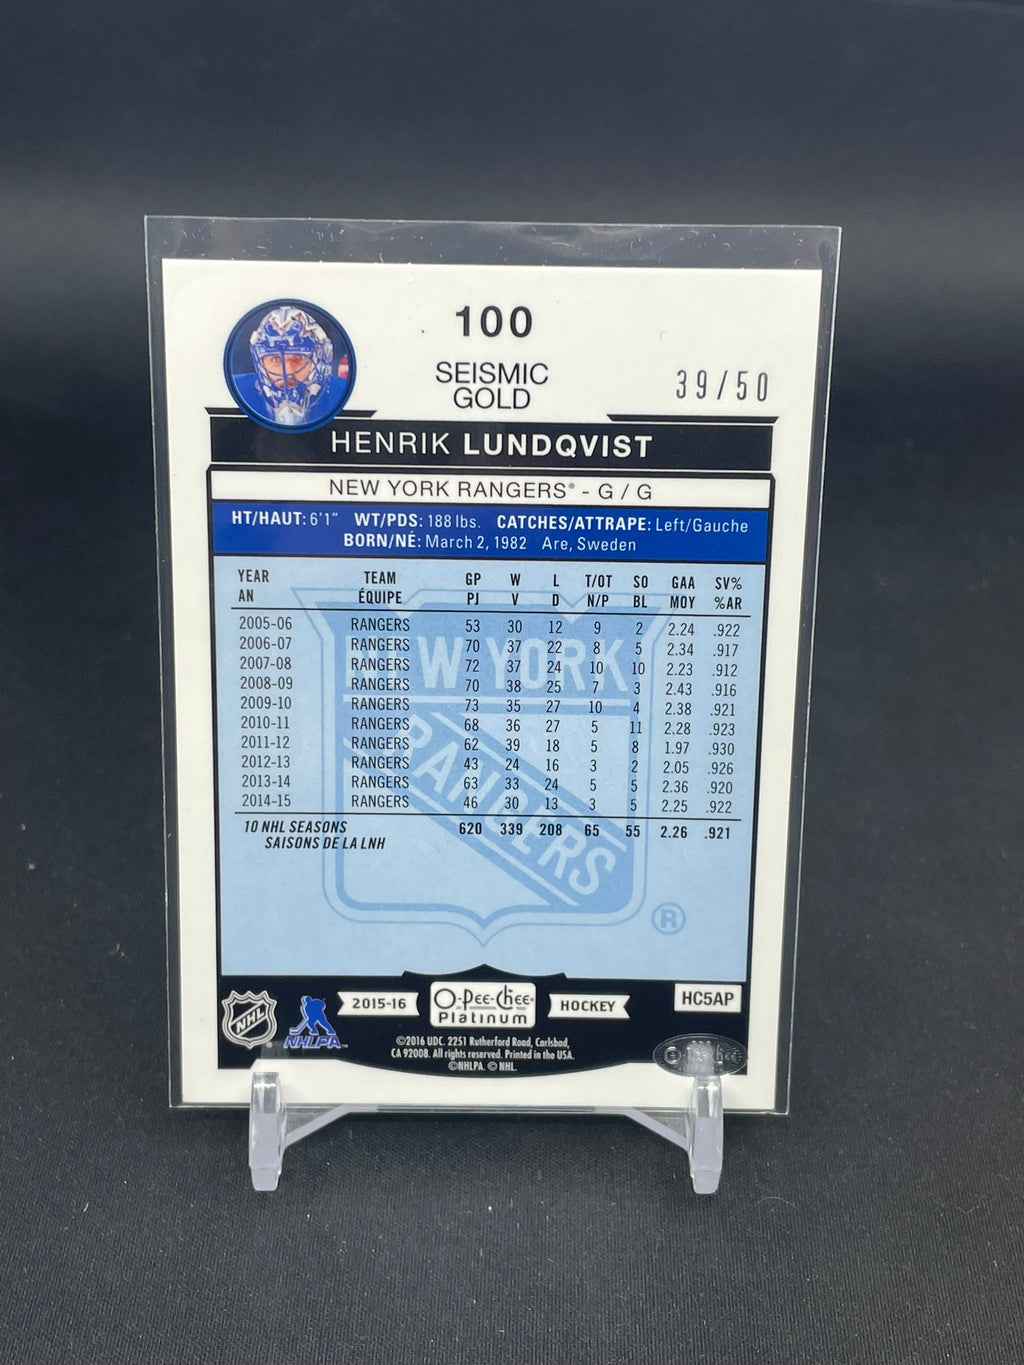 100
SEISMIC
GOLD
39/50
HENRIK LUNDQVIST
NEW YORK RANGERS® - G / G
HT/HAUT: 6'1" WT/PDS: 188 lbs. CATCHES/ATTRAPE: Left/Gauche
BORN/NÉ: March 2, 1982 Are, Sweden
YEAR TEAM GP W L T/OT SO GAA SV%
AN ÉQUIPE PJ V D N/P BL MOY %AR
2005-06 RANGERS 53 30 12 9 2 2.24 .922
2006-07 RANGERS 70 37 22 8 5 2.34 .917
2007-08 RANGERS 72 37 24 10 10 2.23 .912
2008-09 RANGERS 70 38 25 7 3 2.43 .916
2009-10 RANGERS 73 35 27 10 4 2.38 .921
2010-11 RANGERS 68 36 27 5 11 2.28 .923
2011-12 RANGERS 62 39 18 5 8 1.97 .930
2012-13 RANGERS 43 24 16 3 2 2.05 .926
2013-14 RANGERS 63 33 24 5 5 2.36 .920
2014-15 RANGERS 46 30 13 3 5 2.25 .922
10 NHL SEASONS 620 339 208 65 55 2.26 .921
SAISONS DE LA LNH
NEW YORK
RANGERS
®
NHL
NHLPA
2015-16
O-Pee-Chee
Platinum
HOCKEY
HC5AP
©2016 UDC. 2251 Rutherford Road, Carlsbad,
CA 92008. All rights reserved. Printed in the USA.
©NHLPA. © NHL.
O-Pee-Chee